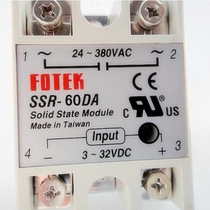 1 24 ~ 380VAC 2
~ ~
FOTEK CE
SSR-60DA
Solid State Module
Made in Taiwan
C UR US
Input
4 3 ~ 32VDC 3
- +